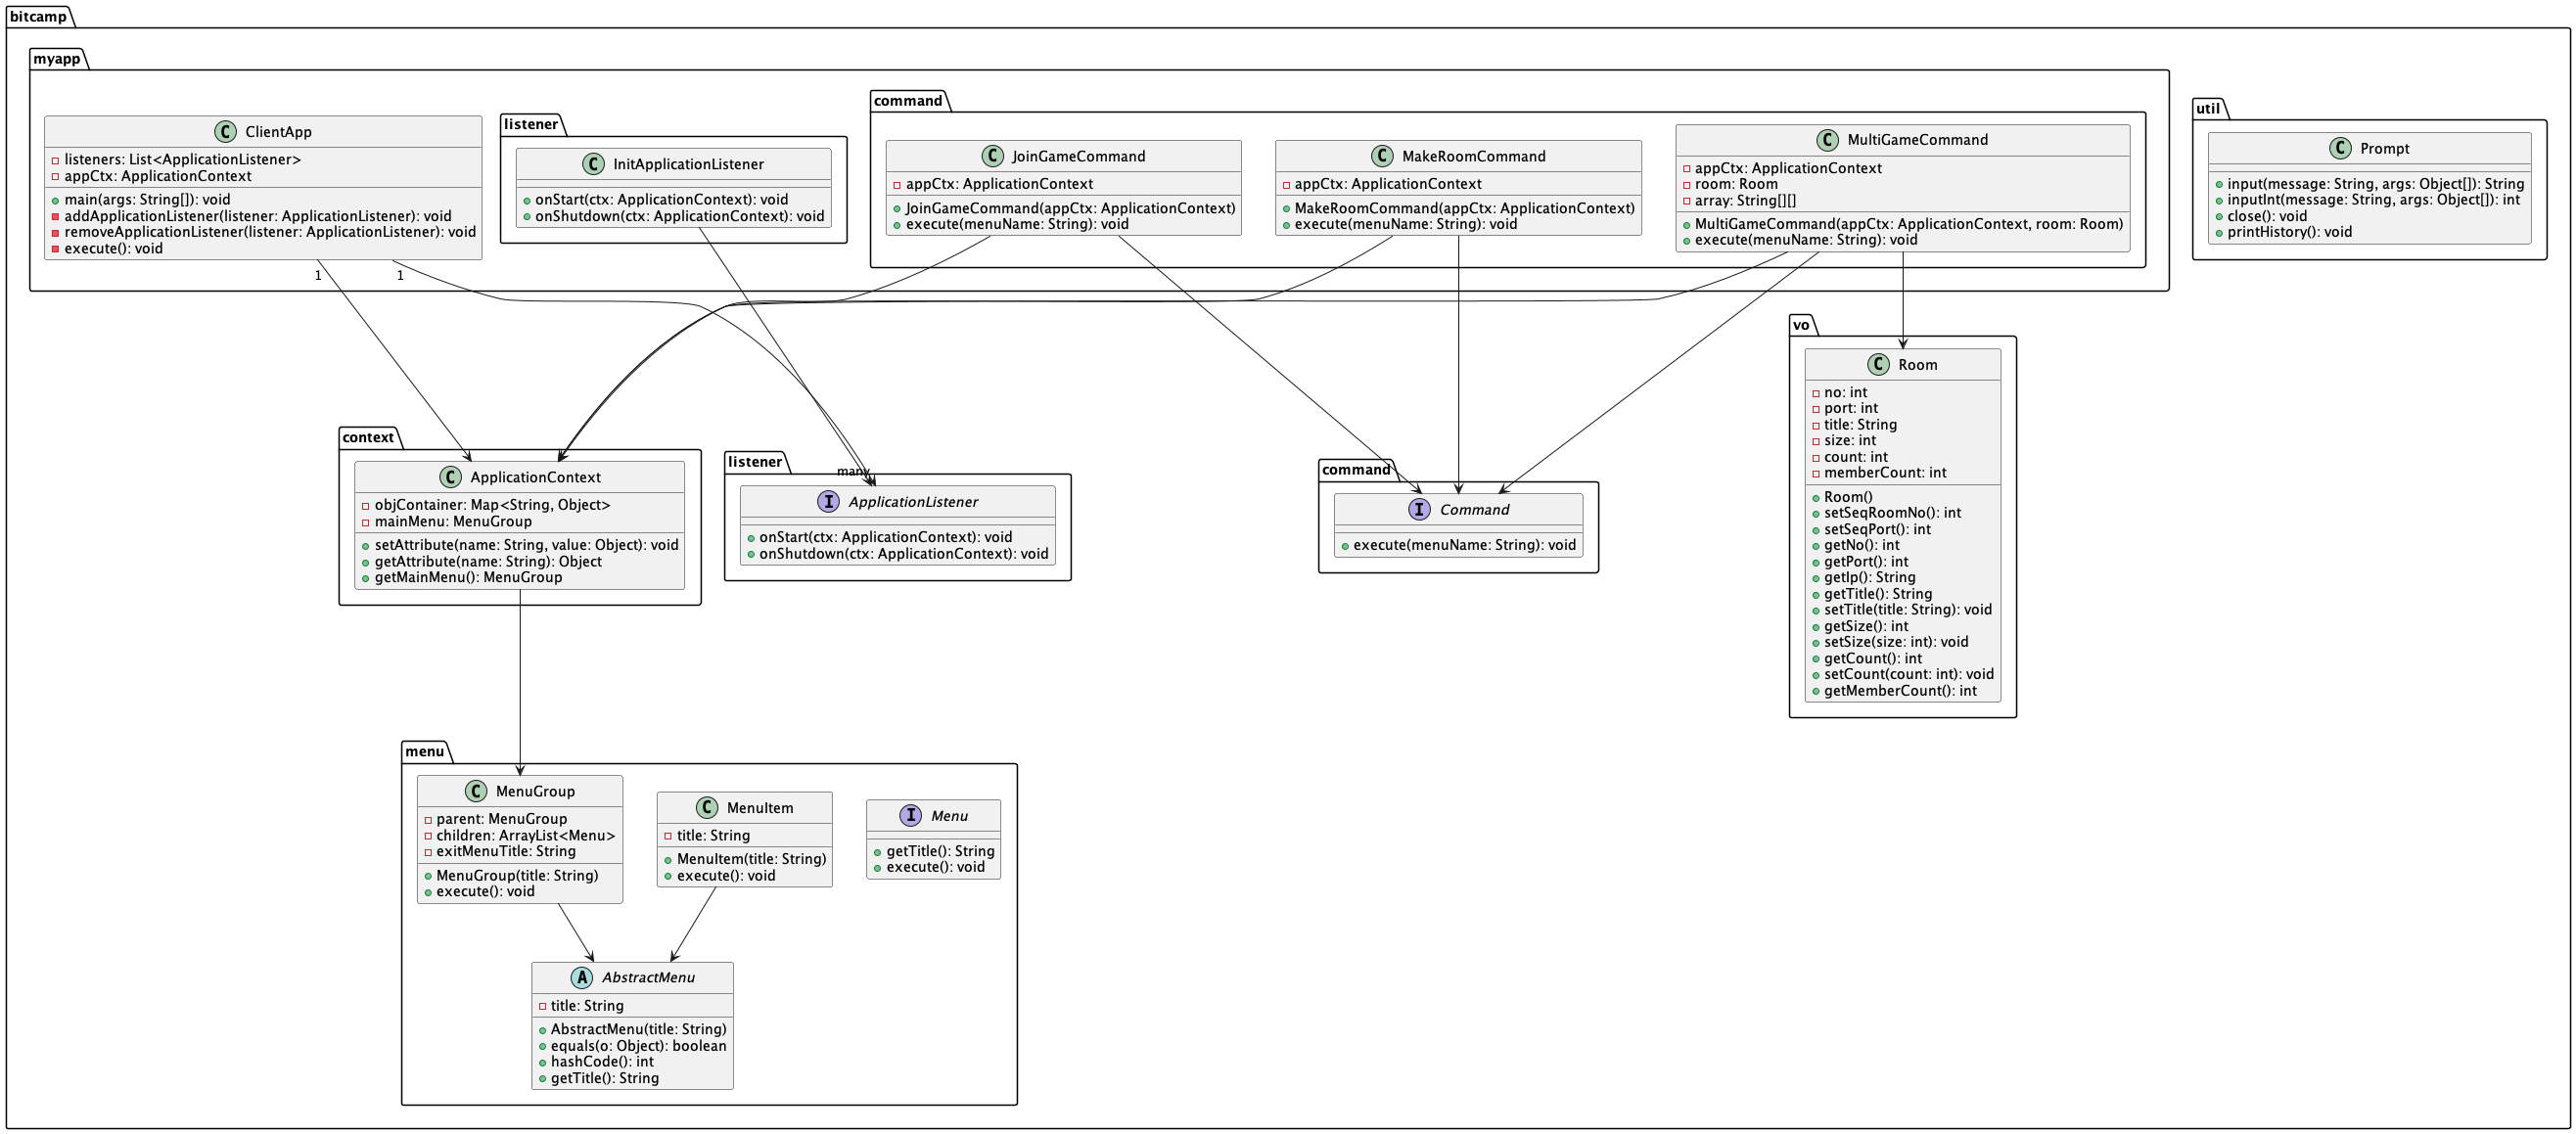 bitcamp
myapp
ClientApp
listeners: List<ApplicationListener>
appCtx: ApplicationContext
main(args: String[]): void
addApplicationListener(listener: ApplicationListener): void
removeApplicationListener(listener: ApplicationListener): void
execute(): void
listener
InitApplicationListener
onStart(ctx: ApplicationContext): void
onShutdown(ctx: ApplicationContext): void
command
JoinGameCommand
appCtx: ApplicationContext
JoinGameCommand(appCtx: ApplicationContext)
execute(menuName: String): void
MakeRoomCommand
appCtx: ApplicationContext
MakeRoomCommand(appCtx: ApplicationContext)
execute(menuName: String): void
MultiGameCommand
appCtx: ApplicationContext
room: Room
array: String[][]
MultiGameCommand(appCtx: ApplicationContext, room: Room)
execute(menuName: String): void
util
Prompt
input(message: String, args: Object[]): String
inputInt(message: String, args: Object[]): int
close(): void
printHistory(): void
1
1
many
context
ApplicationContext
objContainer: Map<String, Object>
mainMenu: MenuGroup
setAttribute(name: String, value: Object): void
getAttribute(name: String): Object
getMainMenu(): MenuGroup
listener
ApplicationListener
onStart(ctx: ApplicationContext): void
onShutdown(ctx: ApplicationContext): void
command
Command
execute(menuName: String): void
vo
Room
no: int
port: int
title: String
size: int
count: int
memberCount: int
Room()
setSeqRoomNo(): int
setSeqPort(): int
getNo(): int
getPort(): int
getIp(): String
getTitle(): String
setTitle(title: String): void
getSize(): int
setSize(size: int): void
getCount(): int
setCount(count: int): void
getMemberCount(): int
menu
MenuGroup
parent: MenuGroup
children: ArrayList<Menu>
exitMenuTitle: String
MenuGroup(title: String)
execute(): void
MenuItem
title: String
MenuItem(title: String)
execute(): void
Menu
getTitle(): String
execute(): void
AbstractMenu
title: String
AbstractMenu(title: String)
equals(o: Object): boolean
hashCode(): int
getTitle(): String